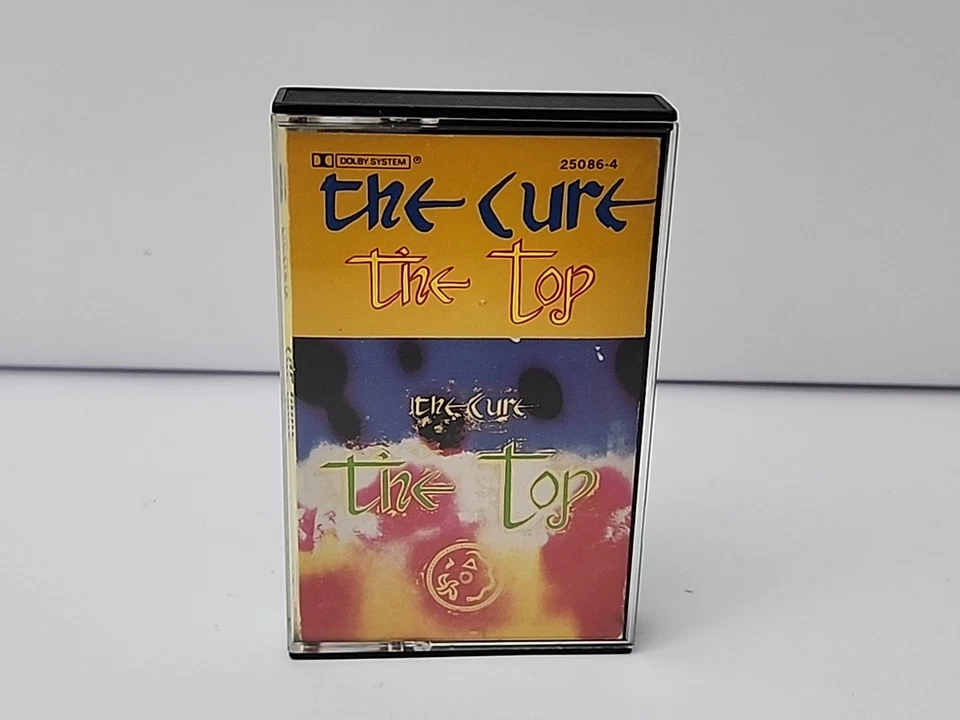 DOLBY SYSTEM ® 25086-4
the cure
the top
the cure
the top